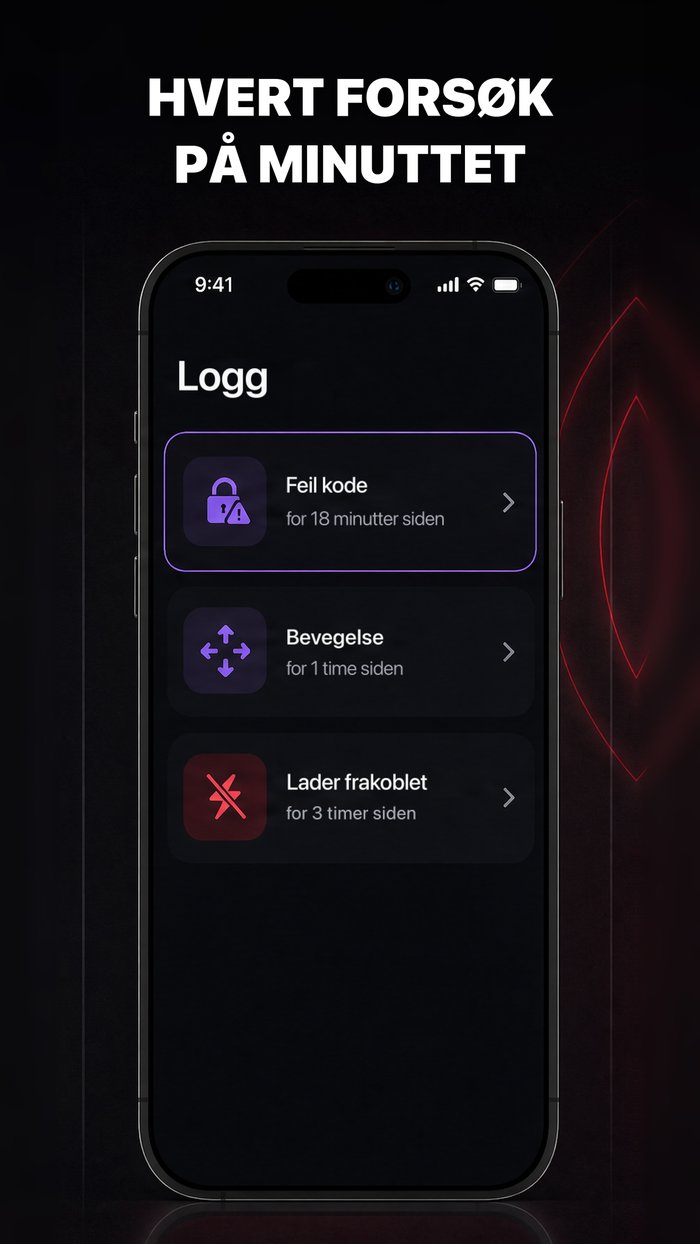 HVERT FORSØK
PÅ MINUTTET
9:41
Logg
Feil kode
for 18 minutter siden
Bevegelse
for 1 time siden
Lader frakoblet
for 3 timer siden